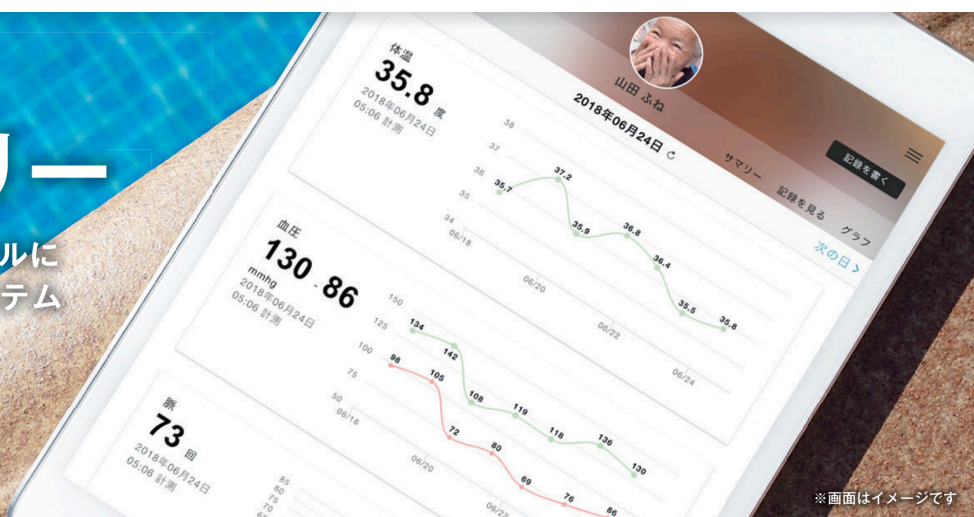 リー
ルに
テム
山田 ふね
記録を書く
2018年06月24日
サマリー
記録を見る
グラフ
次の日 >
体温
35.8 度
2018年06月24日
05:06 計測
38
37
36
35
34
35.7
37.2
35.9
36.8
36.4
35.5
35.8
06/18
06/20
06/22
06/24
血圧
130 - 86
mmhg
2018年06月24日
05:06 計測
150
125
100
75
50
134
142
108
119
118
136
130
98
105
72
80
69
76
86
06/18
06/20
06/22
脈
73 回
2018年06月24日
05:06 計測
85
80
75
70
※画面はイメージです